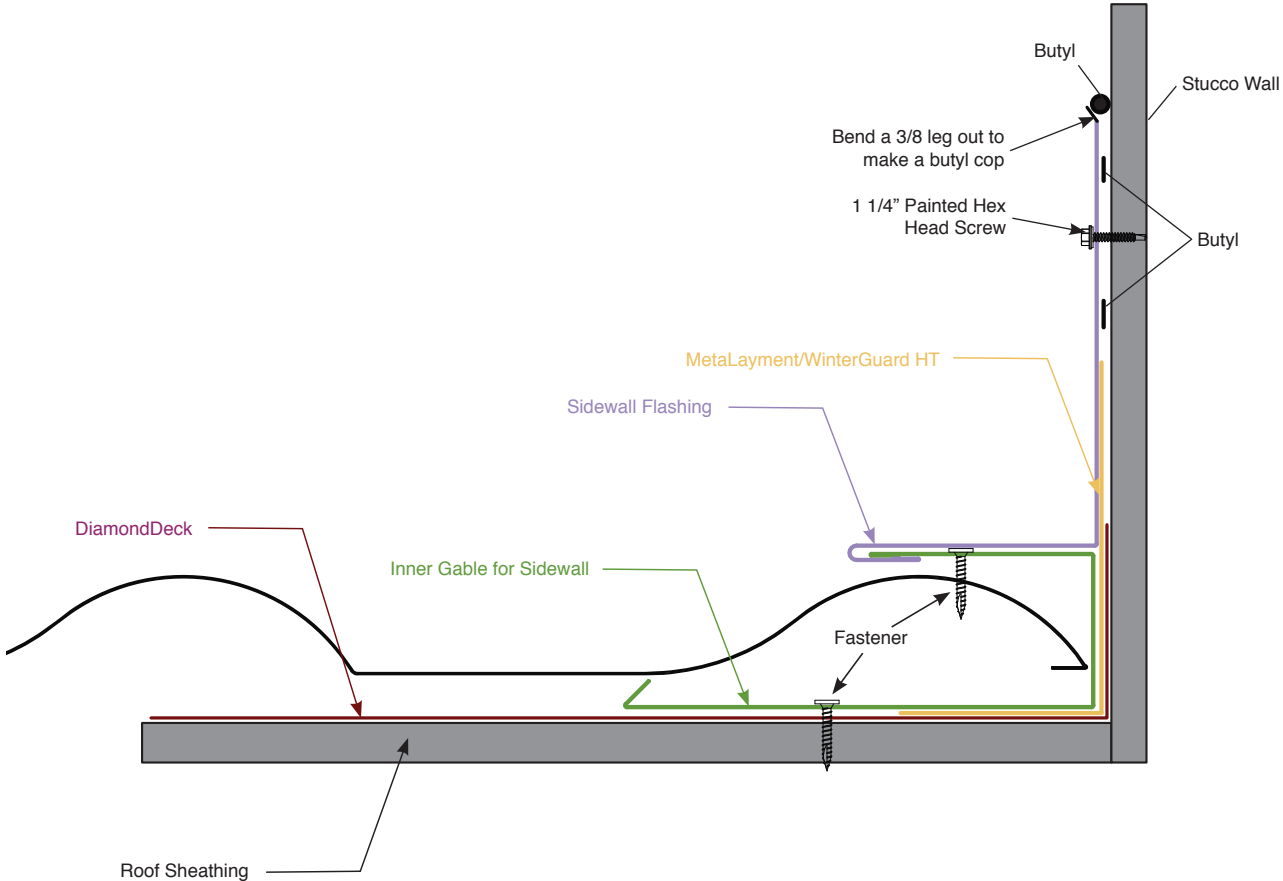 Butyl
Stucco Wall
Bend a 3/8 leg out to
make a butyl cop
1 1/4” Painted Hex
Head Screw
Butyl
MetaLayment/WinterGuard HT
Sidewall Flashing
DiamondDeck
Inner Gable for Sidewall
Fastener
Roof Sheathing